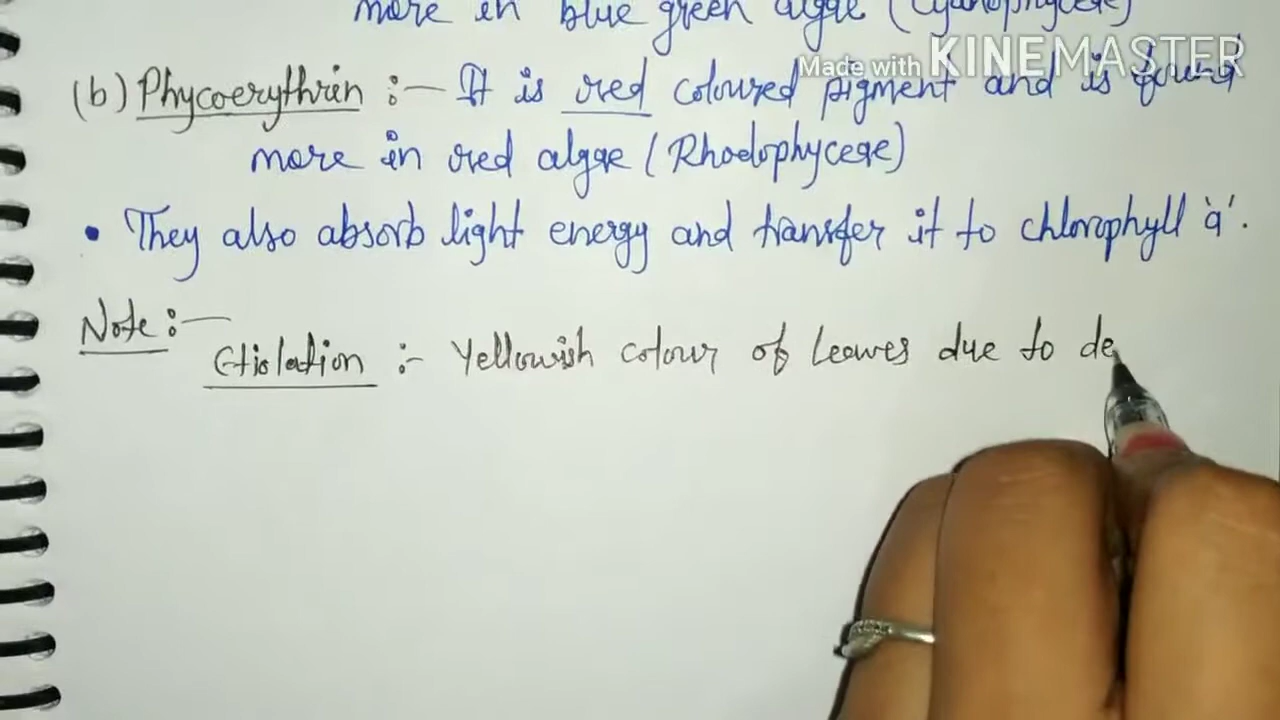 more in blue green algae (Cyanophyceae)
Made with KINEMASTER
(b) Phycoerythrin :— It is red coloured pigment and is found
more in red algae (Rhodophyceae)
• They also absorb light energy and transfer it to chlorophyll 'a'.
Note :—
Etiolation :- Yellowish colour of leaves due to de